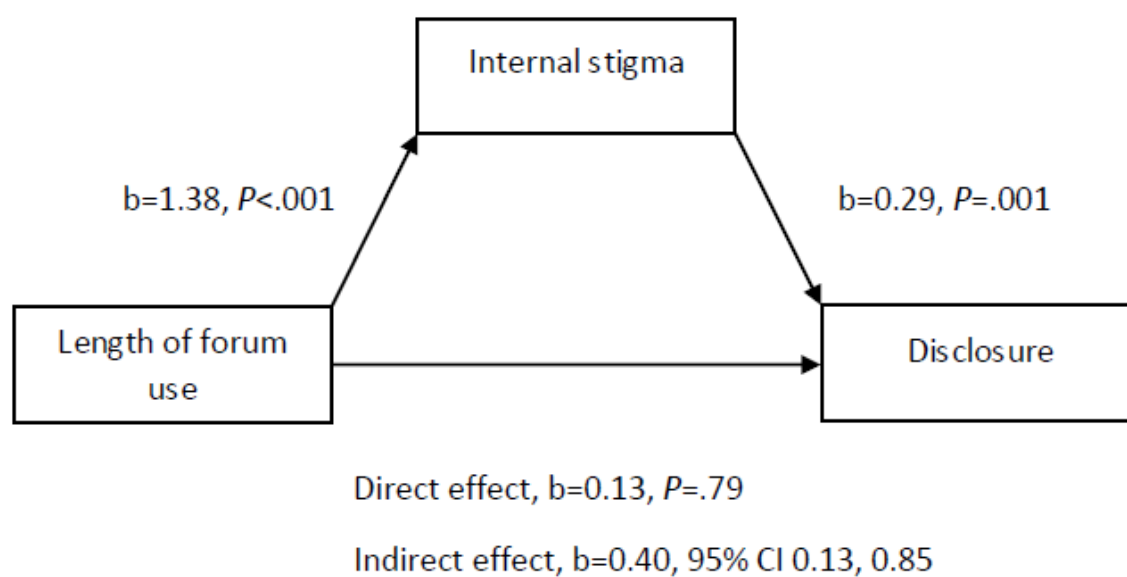 Internal stigma
b=1.38, P<.001
b=0.29, P=.001
Length of forum
use
Disclosure
Direct effect, b=0.13, P=.79
Indirect effect, b=0.40, 95% CI 0.13, 0.85